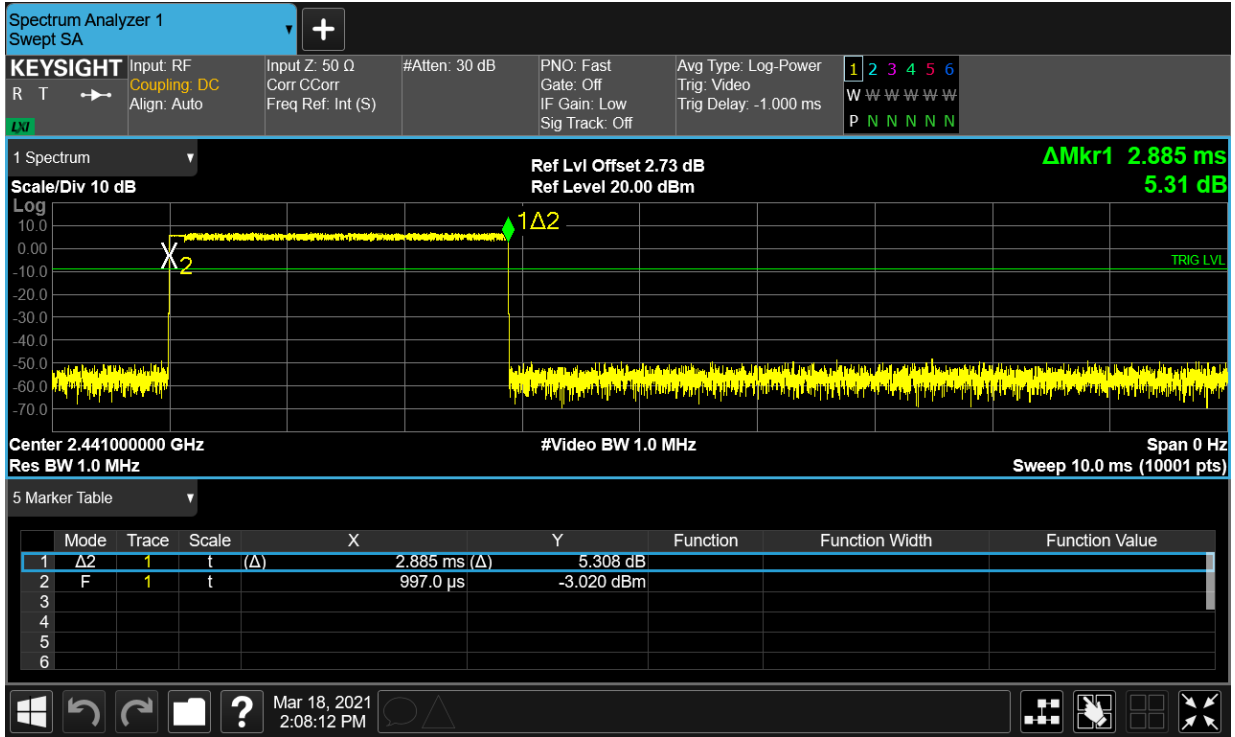 Spectrum Analyzer 1
Swept SA
KEYSIGHT
R T
LXI
Input: RF
Coupling: DC
Align: Auto
Input Z: 50 Ω
Corr CCorr
Freq Ref: Int (S)
#Atten: 30 dB
PNO: Fast
Gate: Off
IF Gain: Low
Sig Track: Off
Avg Type: Log-Power
Trig: Video
Trig Delay: -1.000 ms
1 2 3 4 5 6
W W W W W W
P N N N N N
1 Spectrum
Scale/Div 10 dB
Ref Lvl Offset 2.73 dB
Ref Level 20.00 dBm
ΔMkr1 2.885 ms
5.31 dB
Log
10.0
0.00
-10.0
-20.0
-30.0
-40.0
-50.0
-60.0
-70.0
1Δ2
2
TRIG LVL
Center 2.441000000 GHz
Res BW 1.0 MHz
#Video BW 1.0 MHz
Span 0 Hz
Sweep 10.0 ms (10001 pts)
5 Marker Table
Mode Trace Scale X Y Function Function Width Function Value
1 Δ2 1 t (Δ) 2.885 ms (Δ) 5.308 dB
2 F 1 t 997.0 µs -3.020 dBm
3
4
5
6
?
Mar 18, 2021
2:08:12 PM